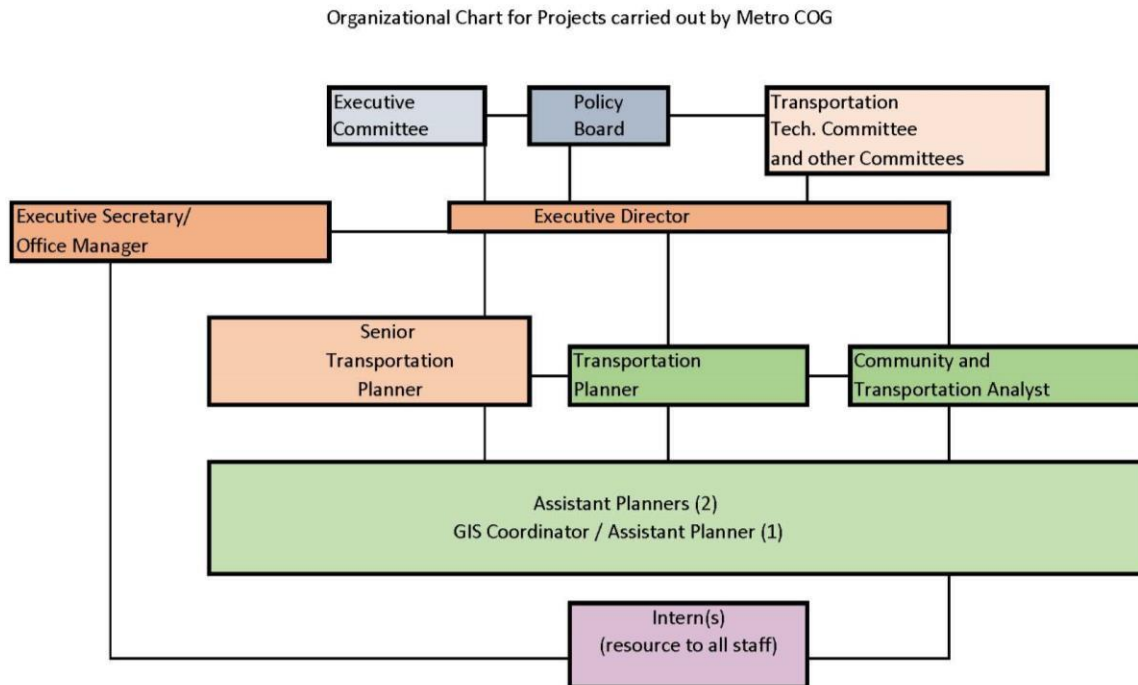 Organizational Chart for Projects carried out by Metro COG
Executive
Committee
Policy
Board
Transportation
Tech. Committee
and other Committees
Executive Secretary/
Office Manager
Executive Director
Senior
Transportation
Planner
Transportation
Planner
Community and
Transportation Analyst
Assistant Planners (2)
GIS Coordinator / Assistant Planner (1)
Intern(s)
(resource to all staff)